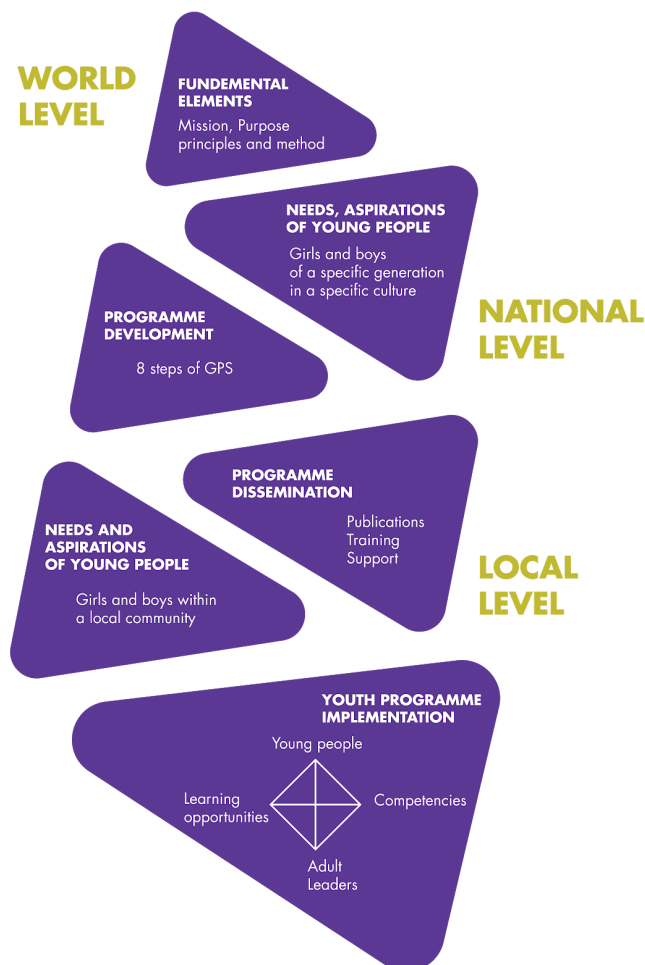 WORLD
LEVEL
FUNDEMENTAL
ELEMENTS
Mission, Purpose
principles and method
NEEDS, ASPIRATIONS
OF YOUNG PEOPLE
Girls and boys
of a specific generation
in a specific culture
NATIONAL
LEVEL
PROGRAMME
DEVELOPMENT
8 steps of GPS
PROGRAMME
DISSEMINATION
Publications
Training
Support
NEEDS AND
ASPIRATIONS
OF YOUNG PEOPLE
Girls and boys within
a local community
LOCAL
LEVEL
YOUTH PROGRAMME
IMPLEMENTATION
Young people
Learning
opportunities
Competencies
Adult
Leaders